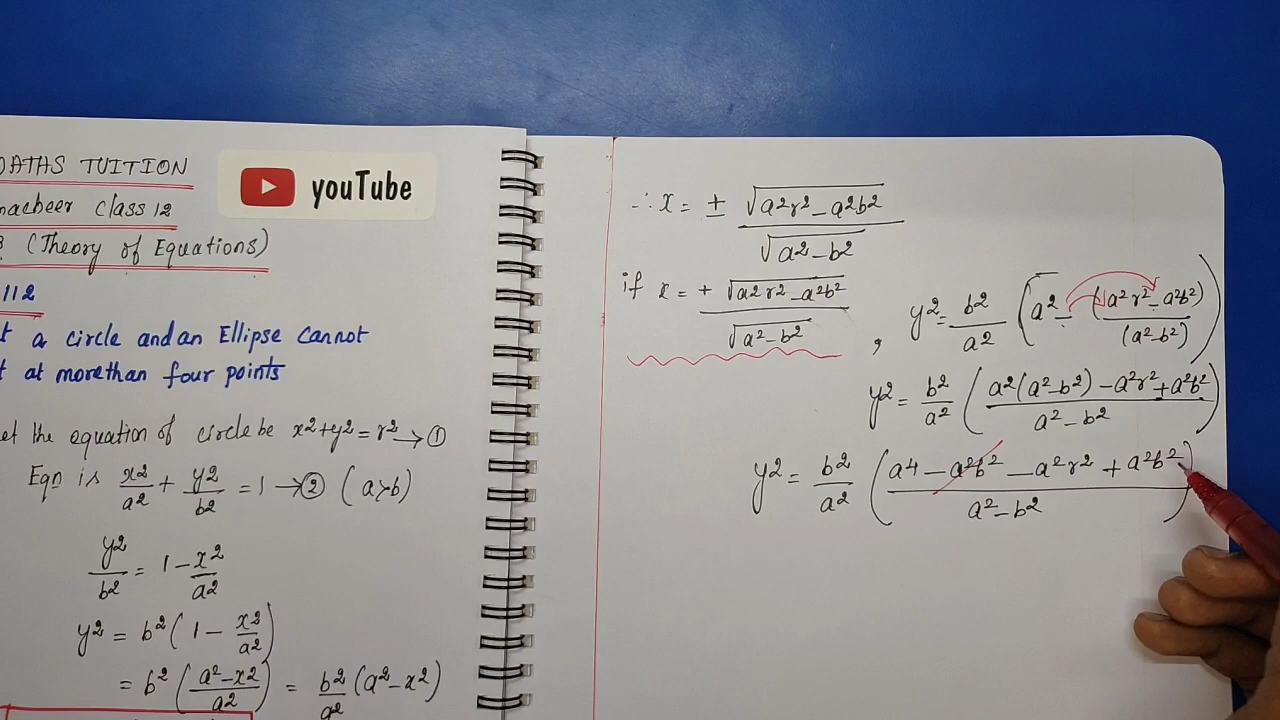 MATHS TUITION
youTube
Class 12
(Theory of Equations)
112
a circle and an Ellipse cannot
at more than four points
the equation of circle be x²+y²=r² → ①
Eqn is x²/a² + y²/b² = 1 → ② (a>b)
y²/b² = 1 - x²/a²
y² = b² (1 - x²/a²)
= b² ((a²-x²)/a²) = b²/a² (a²-x²)
∴ x = ± √(a²r²-a²b²) / √(a²-b²)
if x = + √(a²r²-a²b²) / √(a²-b²) , y² = b²/a² (a² - (a²r²-a²b²)/(a²-b²))
y² = b²/a² ((a²(a²-b²) - a²r² + a²b²)/(a²-b²))
y² = b²/a² ((a⁴ - a²b² - a²r² + a²b²)/(a²-b²))